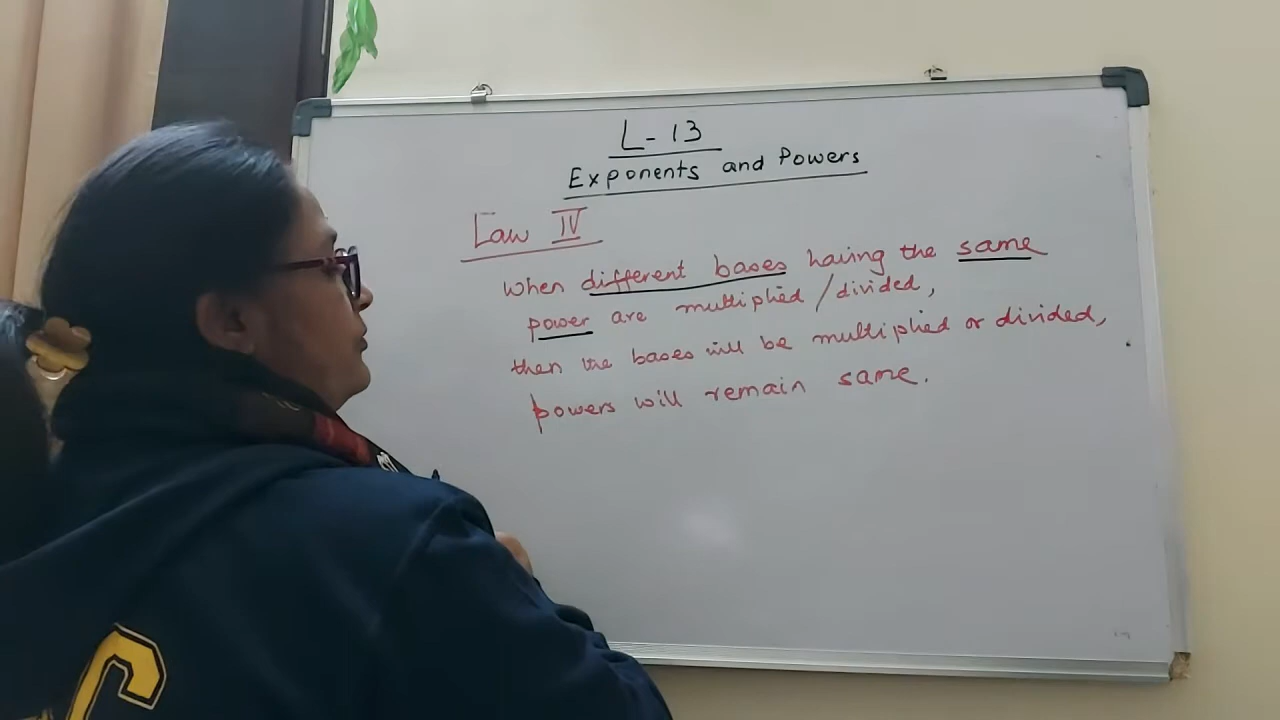 L-13
Exponents and Powers
Law IV
When different bases having the same
power are multiplied/divided,
then the bases will be multiplied or divided,
powers will remain same.